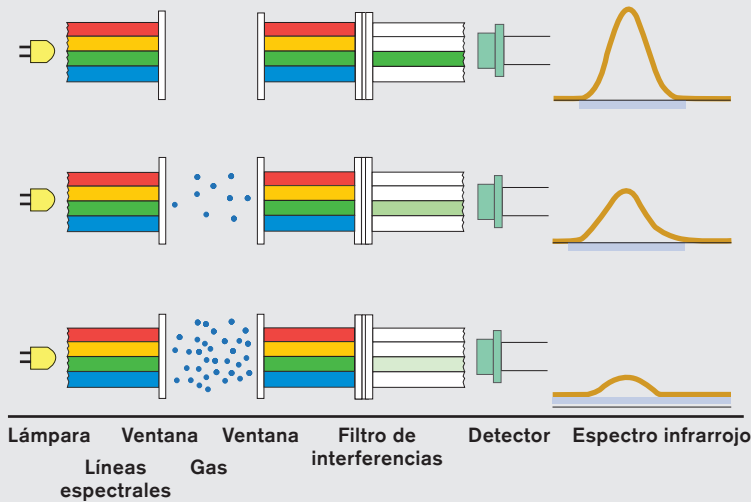 Lámpara
Líneas
espectrales
Ventana
Gas
Ventana
Filtro de
interferencias
Detector
Espectro infrarrojo